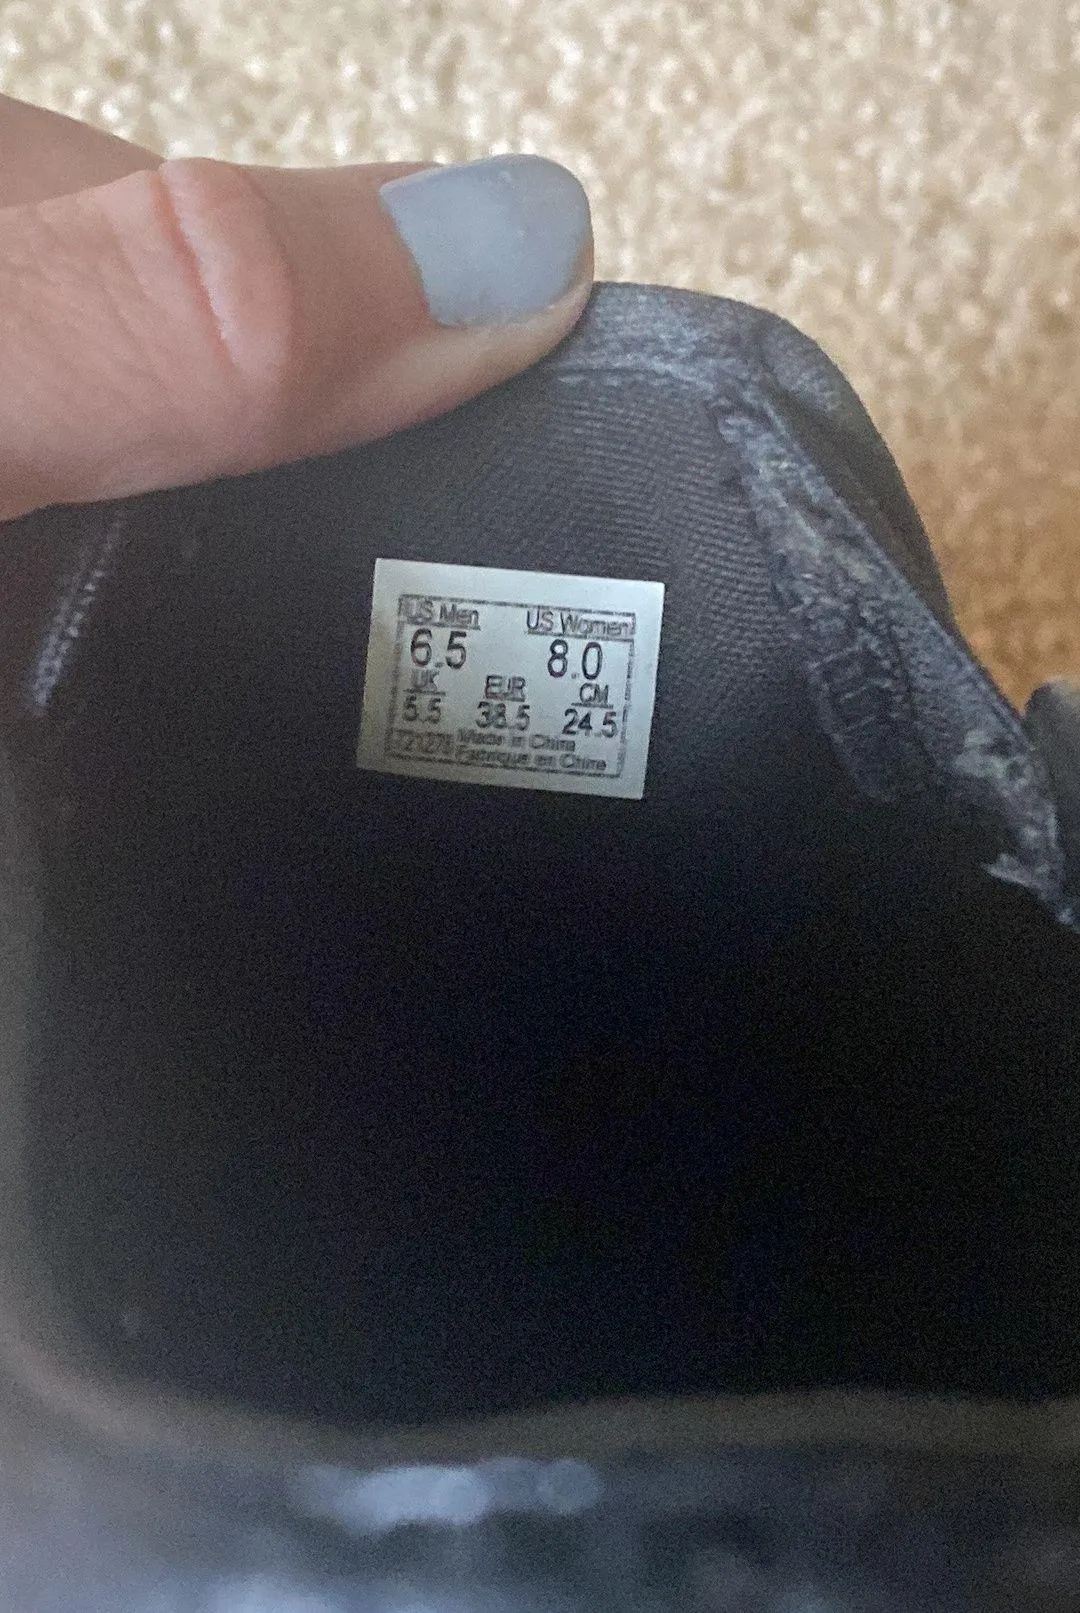 US Men US Women
6.5 8.0
UK EUR CM
5.5 38.5 24.5
Made in China
Fabriqué en Chine